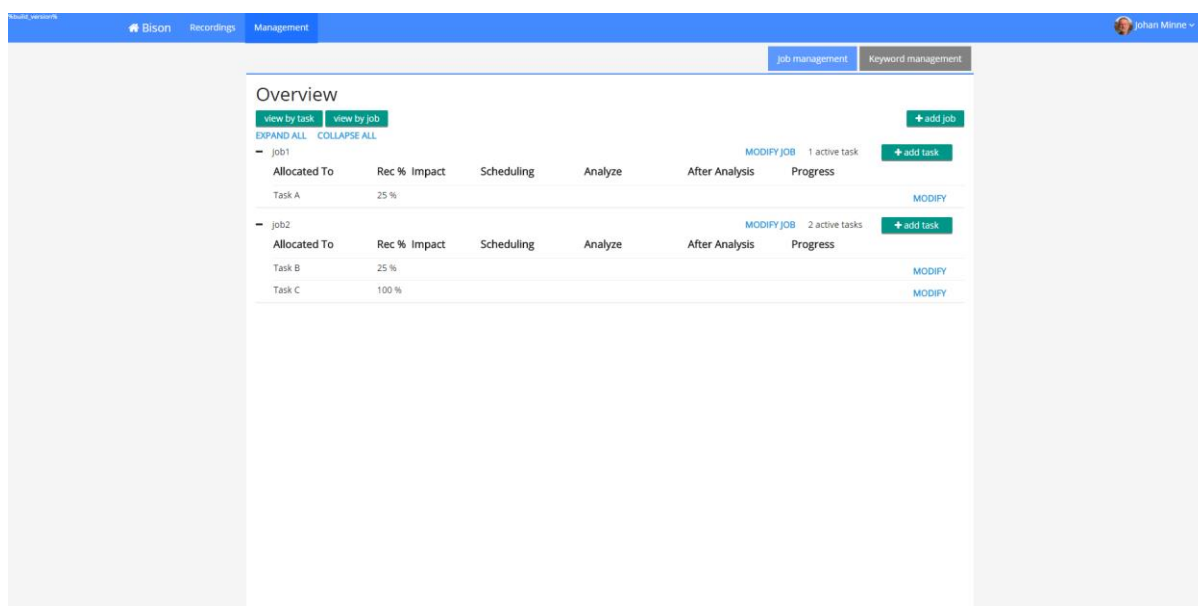 %build_version%
Bison Recordings Management Johan Minne
Job management Keyword management
Overview
view by task view by job + add job
EXPAND ALL COLLAPSE ALL
job1 MODIFY JOB 1 active task + add task
Allocated To Rec % Impact Scheduling Analyze After Analysis Progress
Task A 25 % MODIFY
job2 MODIFY JOB 2 active tasks + add task
Allocated To Rec % Impact Scheduling Analyze After Analysis Progress
Task B 25 % MODIFY
Task C 100 % MODIFY